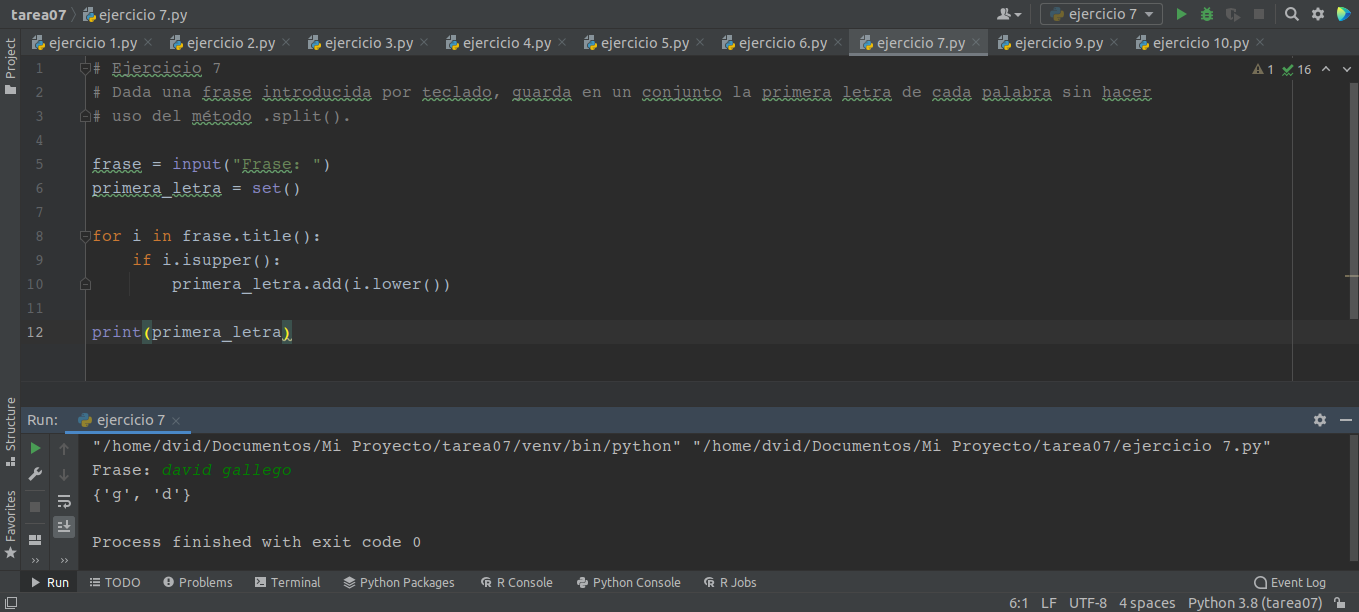 tarea07 ejercicio 7.py ejercicio 7
ejercicio 1.py ejercicio 2.py ejercicio 3.py ejercicio 4.py ejercicio 5.py ejercicio 6.py ejercicio 7.py ejercicio 9.py ejercicio 10.py
Project
1 # Ejercicio 7
1 16
2 # Dada una frase introducida por teclado, guarda en un conjunto la primera letra de cada palabra sin hacer
3 # uso del método .split().
4
5 frase = input("Frase: ")
6 primera_letra = set()
7
8 for i in frase.title():
9 if i.isupper():
10 primera_letra.add(i.lower())
11
12 print(primera_letra)
Structure
Favorites
Run: ejercicio 7
"/home/dvid/Documentos/Mi Proyecto/tarea07/venv/bin/python" "/home/dvid/Documentos/Mi Proyecto/tarea07/ejercicio 7.py"
Frase: david gallego
{'g', 'd'}
Process finished with exit code 0
Run TODO Problems Terminal Python Packages R Console Python Console R Jobs Event Log
6:1 LF UTF-8 4 spaces Python 3.8 (tarea07)